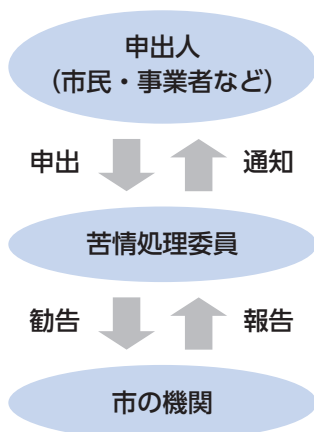 申出人
（市民・事業者など）
申出
通知
苦情処理委員
勧告
報告
市の機関